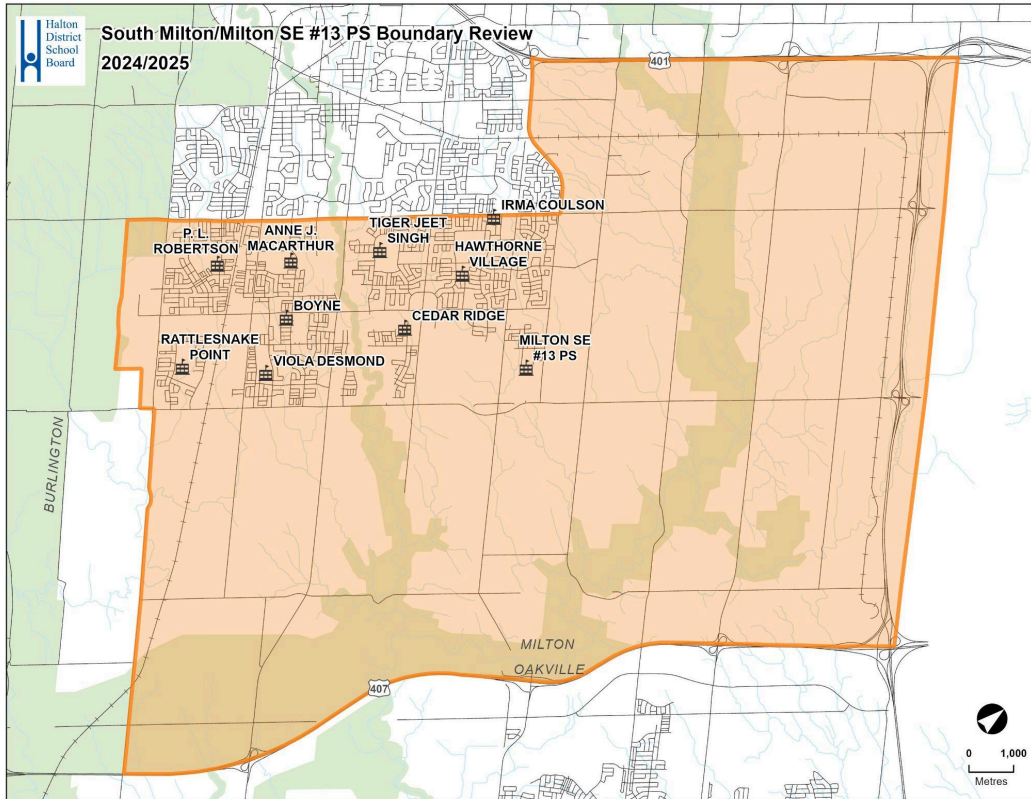 Halton
District
School
Board
South Milton/Milton SE #13 PS Boundary Review
2024/2025
401
IRMA COULSON
P. L.
ROBERTSON
ANNE J.
MACARTHUR
TIGER JEET
SINGH
HAWTHORNE
VILLAGE
BOYNE
CEDAR RIDGE
RATTLESNAKE
POINT
VIOLA DESMOND
MILTON SE
#13 PS
BURLINGTON
MILTON
OAKVILLE
407
0 1,000
Metres